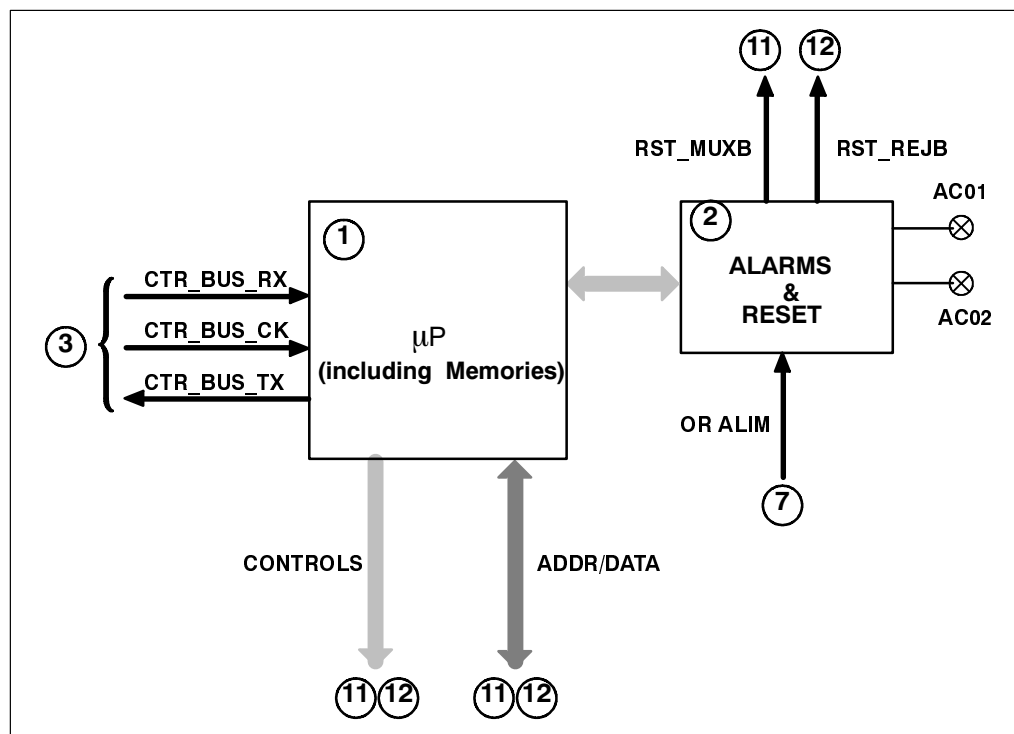 11 12
RST_MUXB RST_REJB
AC01
1
2
ALARMS
&
RESET
AC02
CTR_BUS_RX
CTR_BUS_CK
CTR_BUS_TX
3
µP
(including Memories)
OR ALIM
7
CONTROLS
ADDR/DATA
11 12
11 12